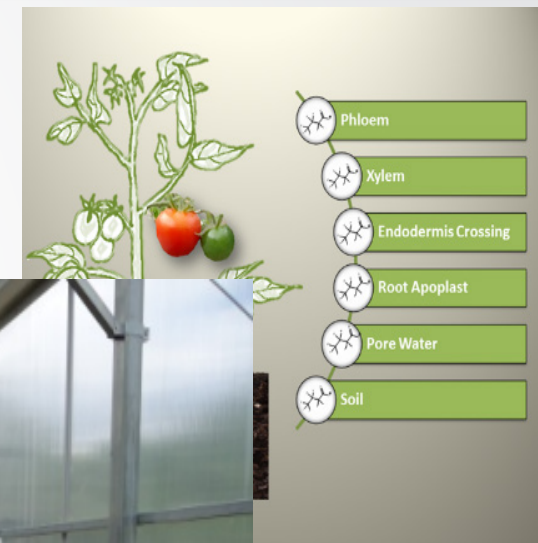 Phloem
Xylem
Endodermis Crossing
Root Apoplast
Pore Water
Soil